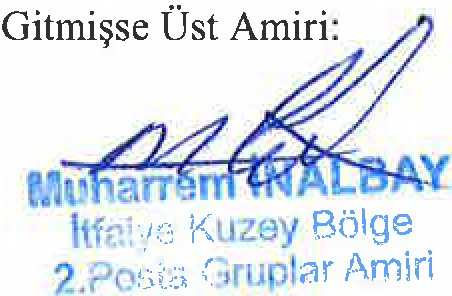 Gitmişse Üst Amiri:
Muharrem İNALBAY
İtfaiye Kuzey Bölge
2.Posta Gruplar Amiri